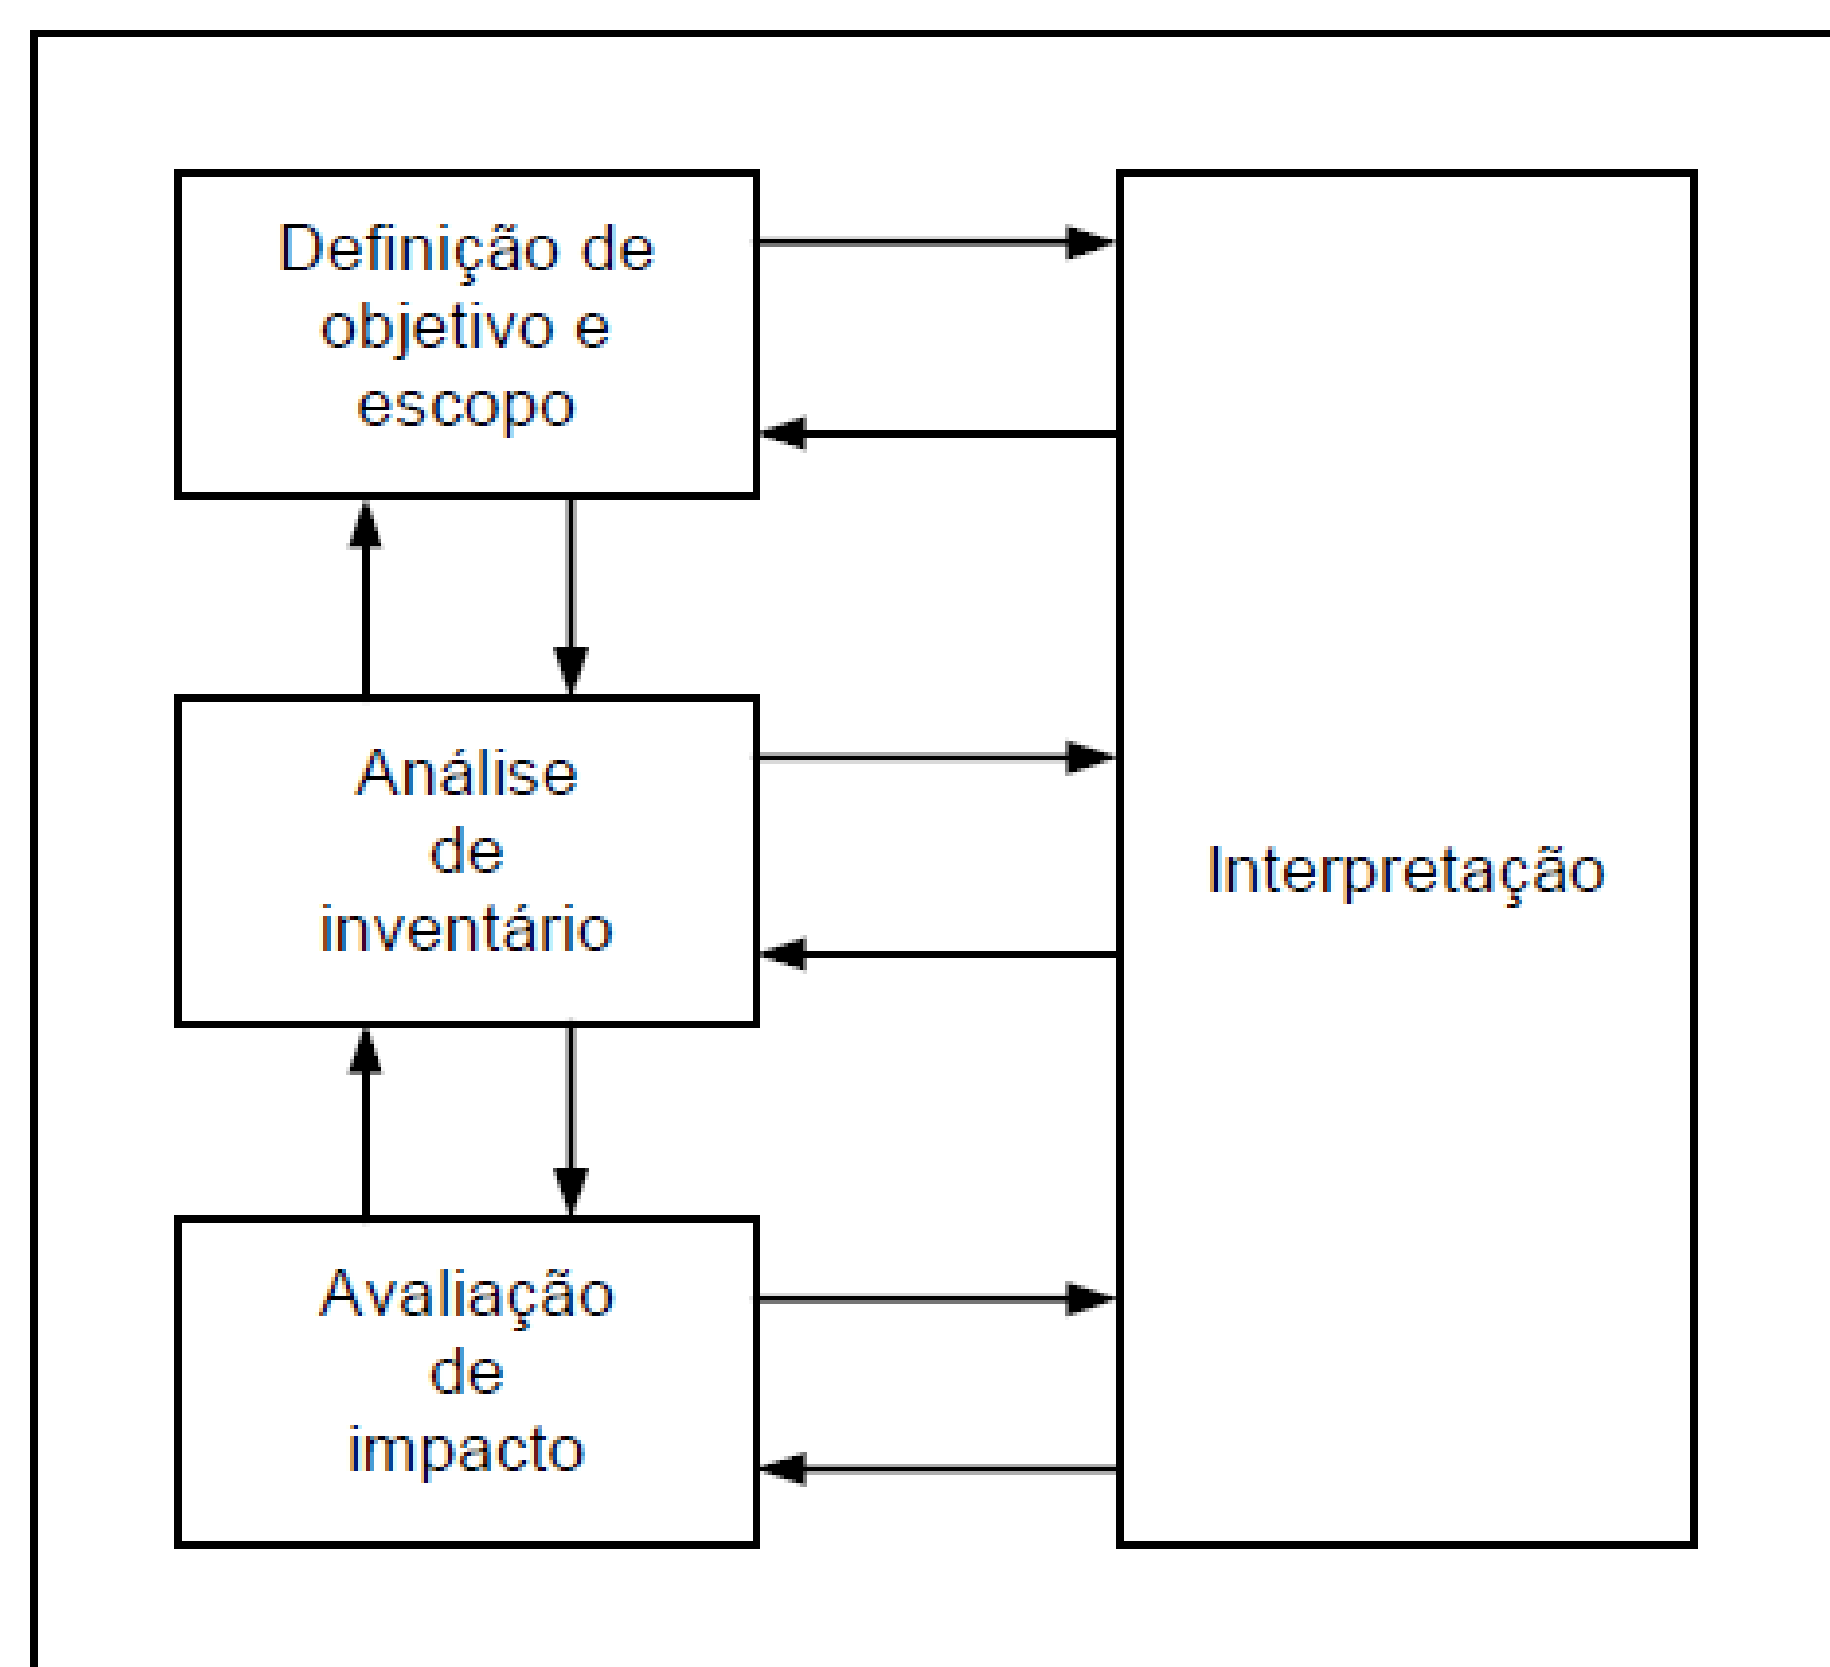 Definição de
objetivo e
escopo
Análise
de
inventário
Interpretação
Avaliação
de
impacto